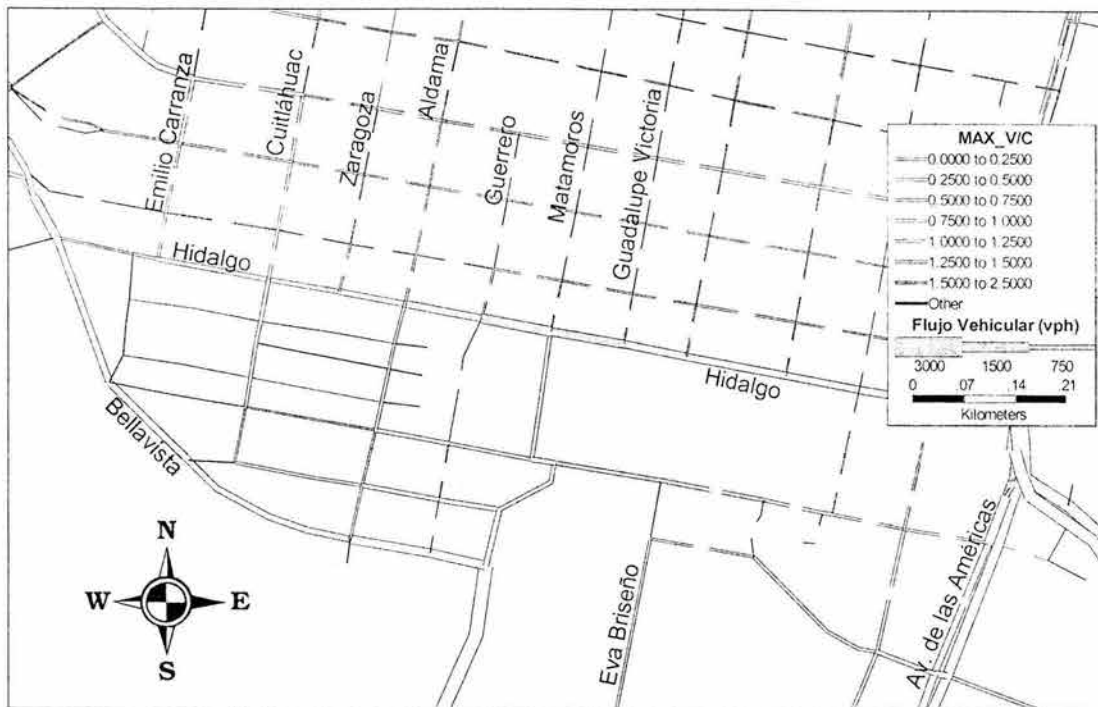 Emilio Carranza
Cuitláhuac
Zaragoza
Aldama
Guerrero
Matamoros
Guadalupe Victoria
Hidalgo
Hidalgo
Bellavista
Eva Briseño
Av. de las Américas
N
W E
S
MAX_V/C
0.0000 to 0.2500
0.2500 to 0.5000
0.5000 to 0.7500
0.7500 to 1.0000
1.0000 to 1.2500
1.2500 to 1.5000
1.5000 to 2.5000
Other
Flujo Vehicular (vph)
3000 1500 750
0 .07 .14 .21
Kilometers